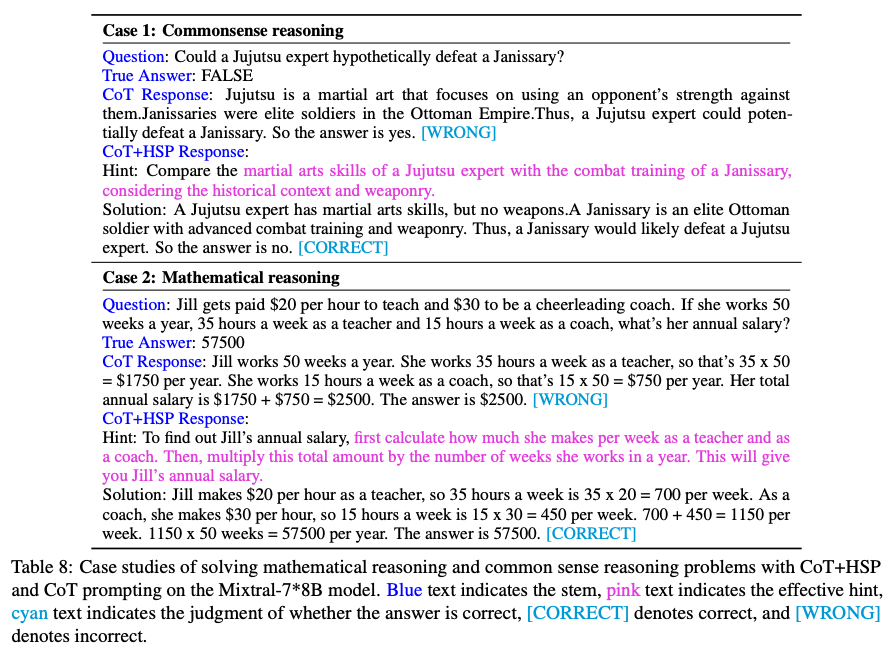 Case 1: Commonsense reasoning
Question: Could a Jujutsu expert hypothetically defeat a Janissary?
True Answer: FALSE
CoT Response: Jujutsu is a martial art that focuses on using an opponent's strength against
them.Janissaries were elite soldiers in the Ottoman Empire.Thus, a Jujutsu expert could poten-
tially defeat a Janissary. So the answer is yes. [WRONG]
CoT+HSP Response:
Hint: Compare the martial arts skills of a Jujutsu expert with the combat training of a Janissary,
considering the historical context and weaponry.
Solution: A Jujutsu expert has martial arts skills, but no weapons.A Janissary is an elite Ottoman
soldier with advanced combat training and weaponry. Thus, a Janissary would likely defeat a Jujutsu
expert. So the answer is no. [CORRECT]
Case 2: Mathematical reasoning
Question: Jill gets paid $20 per hour to teach and $30 to be a cheerleading coach. If she works 50
weeks a year, 35 hours a week as a teacher and 15 hours a week as a coach, what's her annual salary?
True Answer: 57500
CoT Response: Jill works 50 weeks a year. She works 35 hours a week as a teacher, so that's 35 x 50
= $1750 per year. She works 15 hours a week as a coach, so that's 15 x 50 = $750 per year. Her total
annual salary is $1750 + $750 = $2500. The answer is $2500. [WRONG]
CoT+HSP Response:
Hint: To find out Jill's annual salary, first calculate how much she makes per week as a teacher and as
a coach. Then, multiply this total amount by the number of weeks she works in a year. This will give
you Jill's annual salary.
Solution: Jill makes $20 per hour as a teacher, so 35 hours a week is 35 x 20 = 700 per week. As a
coach, she makes $30 per hour, so 15 hours a week is 15 x 30 = 450 per week. 700 + 450 = 1150 per
week. 1150 x 50 weeks = 57500 per year. The answer is 57500. [CORRECT]
Table 8: Case studies of solving mathematical reasoning and common sense reasoning problems with CoT+HSP
and CoT prompting on the Mixtral-7*8B model. Blue text indicates the stem, pink text indicates the effective hint,
cyan text indicates the judgment of whether the answer is correct, [CORRECT] denotes correct, and [WRONG]
denotes incorrect.